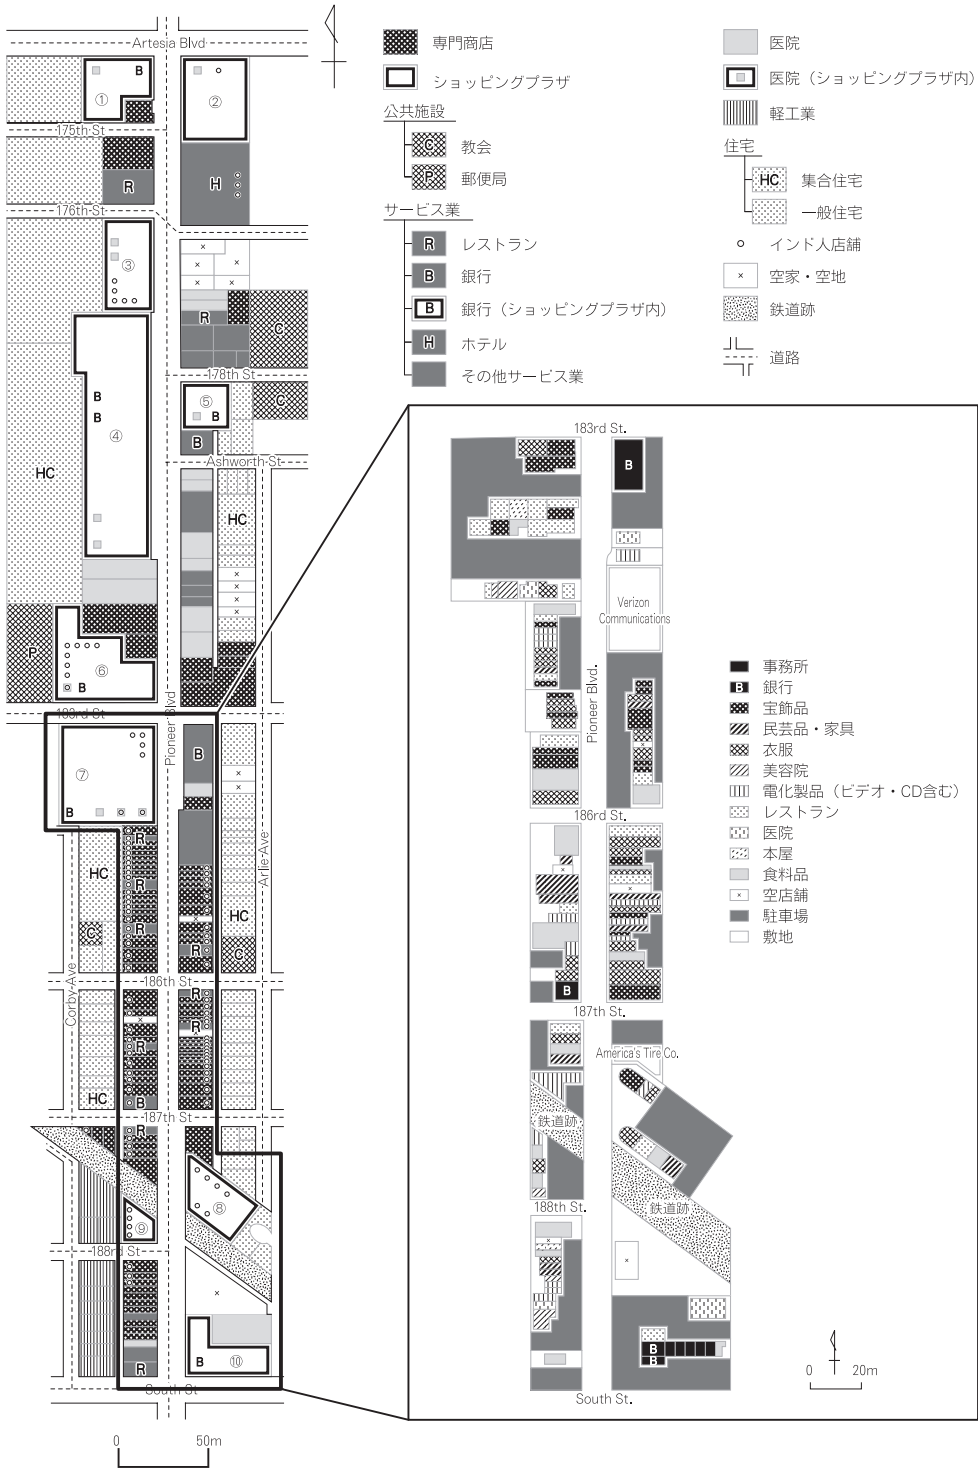 Artesia Blvd
B
①
②
175th St
R
H
176th St
③
R
C
178th St
⑤
B
C
B
B
B
④
Ashworth St
HC
HC
P
⑥
B
183rd St
Pioneer Blvd
⑦
B
B
R
HC
R
Arlie Ave
R
C
R
HC
C
Corby Ave
186th St
R
R
R
HC
B
187th St
R
⑧
⑨
188rd St
B
⑩
R
South St
0 50m
専門商店
ショッピングプラザ
公共施設
C 教会
P 郵便局
サービス業
R レストラン
B 銀行
B 銀行（ショッピングプラザ内）
H ホテル
その他サービス業
医院
医院（ショッピングプラザ内）
軽工業
住宅
HC 集合住宅
一般住宅
インド人店舗
× 空家・空地
鉄道跡
道路
183rd St.
B
Verizon
Communications
Pioneer Blvd.
186rd St.
B
187th St.
America's Tire Co.
鉄道跡
188th St.
鉄道跡
B
B
South St.
0 20m
事務所
B 銀行
宝飾品
民芸品・家具
衣服
美容院
電化製品（ビデオ・CD含む）
レストラン
医院
本屋
食料品
× 空店舗
駐車場
敷地